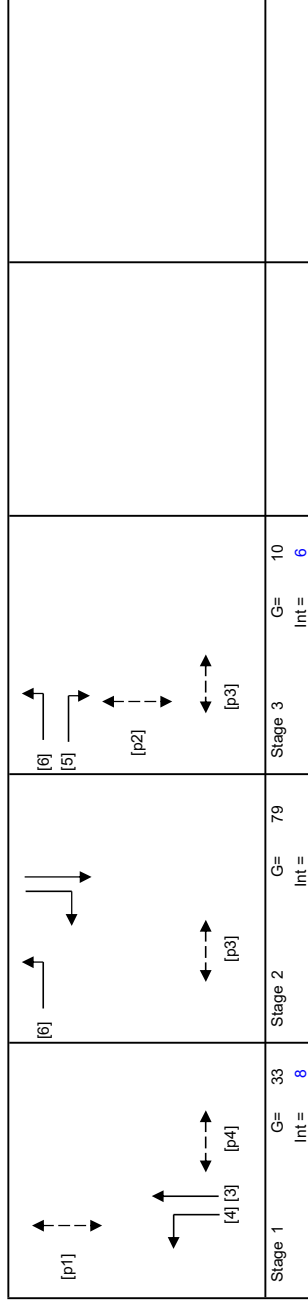 [p1]
[4] [3]
[p4]
Stage 1
G= 33
Int = 8
[6]
[p3]
Stage 2
G= 79
Int =
[6]
[5]
[p2]
[p3]
Stage 3
G= 10
Int = 6